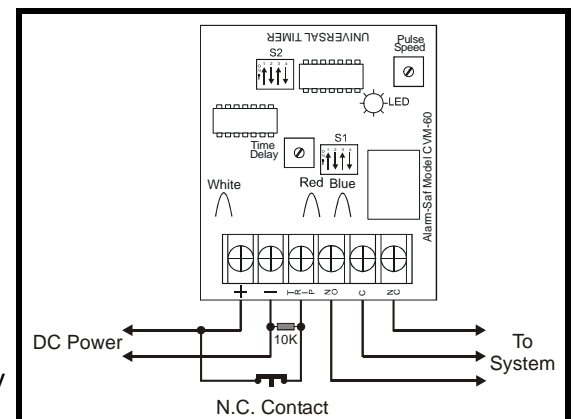 UNIVERSAL TIMER
Pulse
Speed
S2
LED
Time
Delay
S1
Alarm-Saf Model CVM-60
White
Red
Blue
+
–
TRIP
NO
C
NC
10K
DC Power
To
System
y
N.C. Contact